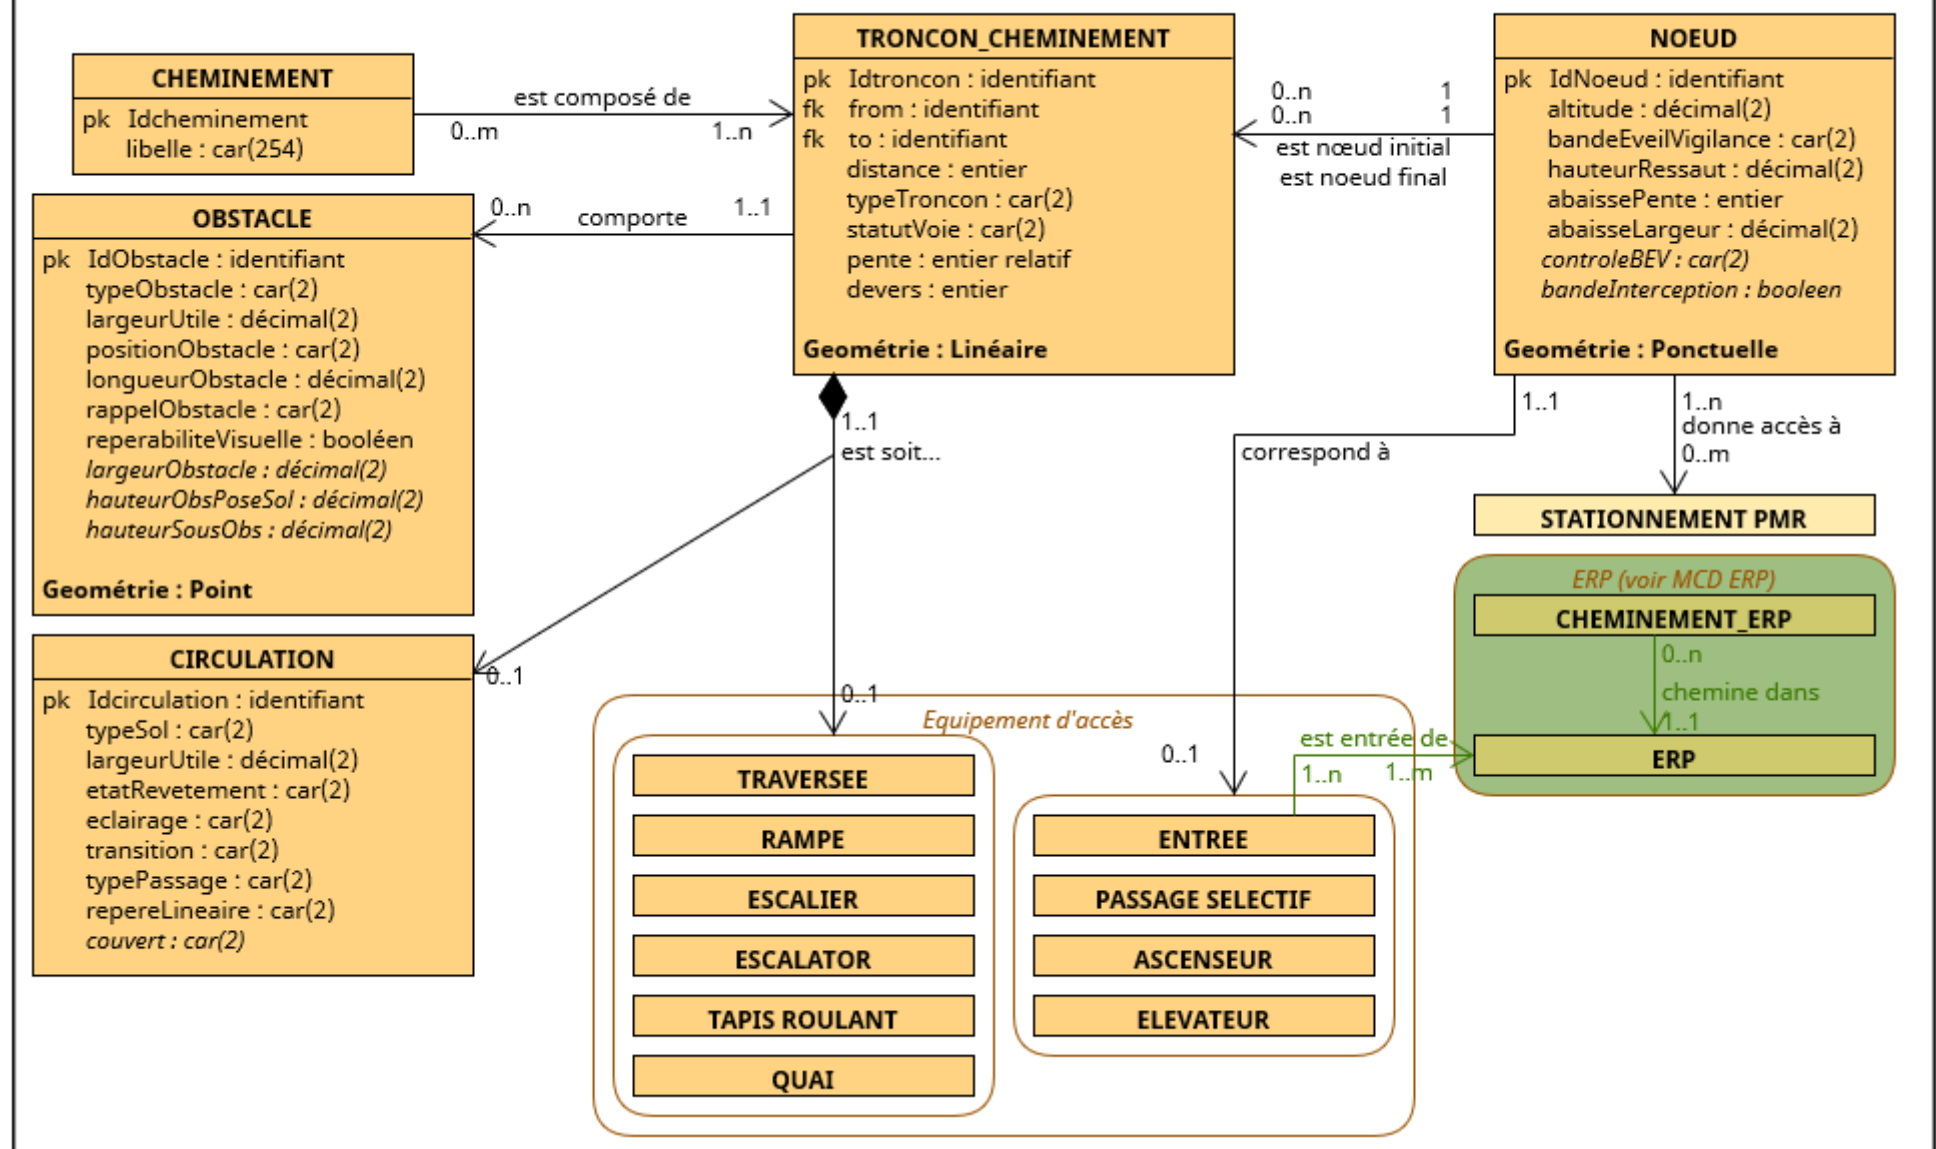 CHEMINEMENT
pk Idcheminement
libelle : car(254)
est composé de
0..m
1..n
TRONCON_CHEMINEMENT
pk Idtroncon : identifiant
fk from : identifiant
fk to : identifiant
distance : entier
typeTroncon : car(2)
statutVoie : car(2)
pente : entier relatif
devers : entier
Geométrie : Linéaire
0..n 1
0..n 1
est nœud initial
est noeud final
NOEUD
pk IdNoeud : identifiant
altitude : décimal(2)
bandeEveilVigilance : car(2)
hauteurRessaut : décimal(2)
abaissePente : entier
abaisseLargeur : décimal(2)
controleBEV : car(2)
bandeInterception : booleen
Geométrie : Ponctuelle
OBSTACLE
pk IdObstacle : identifiant
typeObstacle : car(2)
largeurUtile : décimal(2)
positionObstacle : car(2)
longueurObstacle : décimal(2)
rappelObstacle : car(2)
reperabiliteVisuelle : booléen
largeurObstacle : décimal(2)
hauteurObsPoseSol : décimal(2)
hauteurSousObs : décimal(2)
Geométrie : Point
0..n
comporte
1..1
1..1
est soit...
0..1
0..1
1..1
correspond à
0..1
1..n
donne accès à
0..m
STATIONNEMENT PMR
ERP (voir MCD ERP)
CHEMINEMENT_ERP
0..n
chemine dans
1..1
ERP
CIRCULATION
pk Idcirculation : identifiant
typeSol : car(2)
largeurUtile : décimal(2)
etatRevetement : car(2)
eclairage : car(2)
transition : car(2)
typePassage : car(2)
repereLineaire : car(2)
couvert : car(2)
Equipement d'accès
TRAVERSEE
RAMPE
ESCALIER
ESCALATOR
TAPIS ROULANT
QUAI
est entrée de
1..n
1..m
ENTREE
PASSAGE SELECTIF
ASCENSEUR
ELEVATEUR